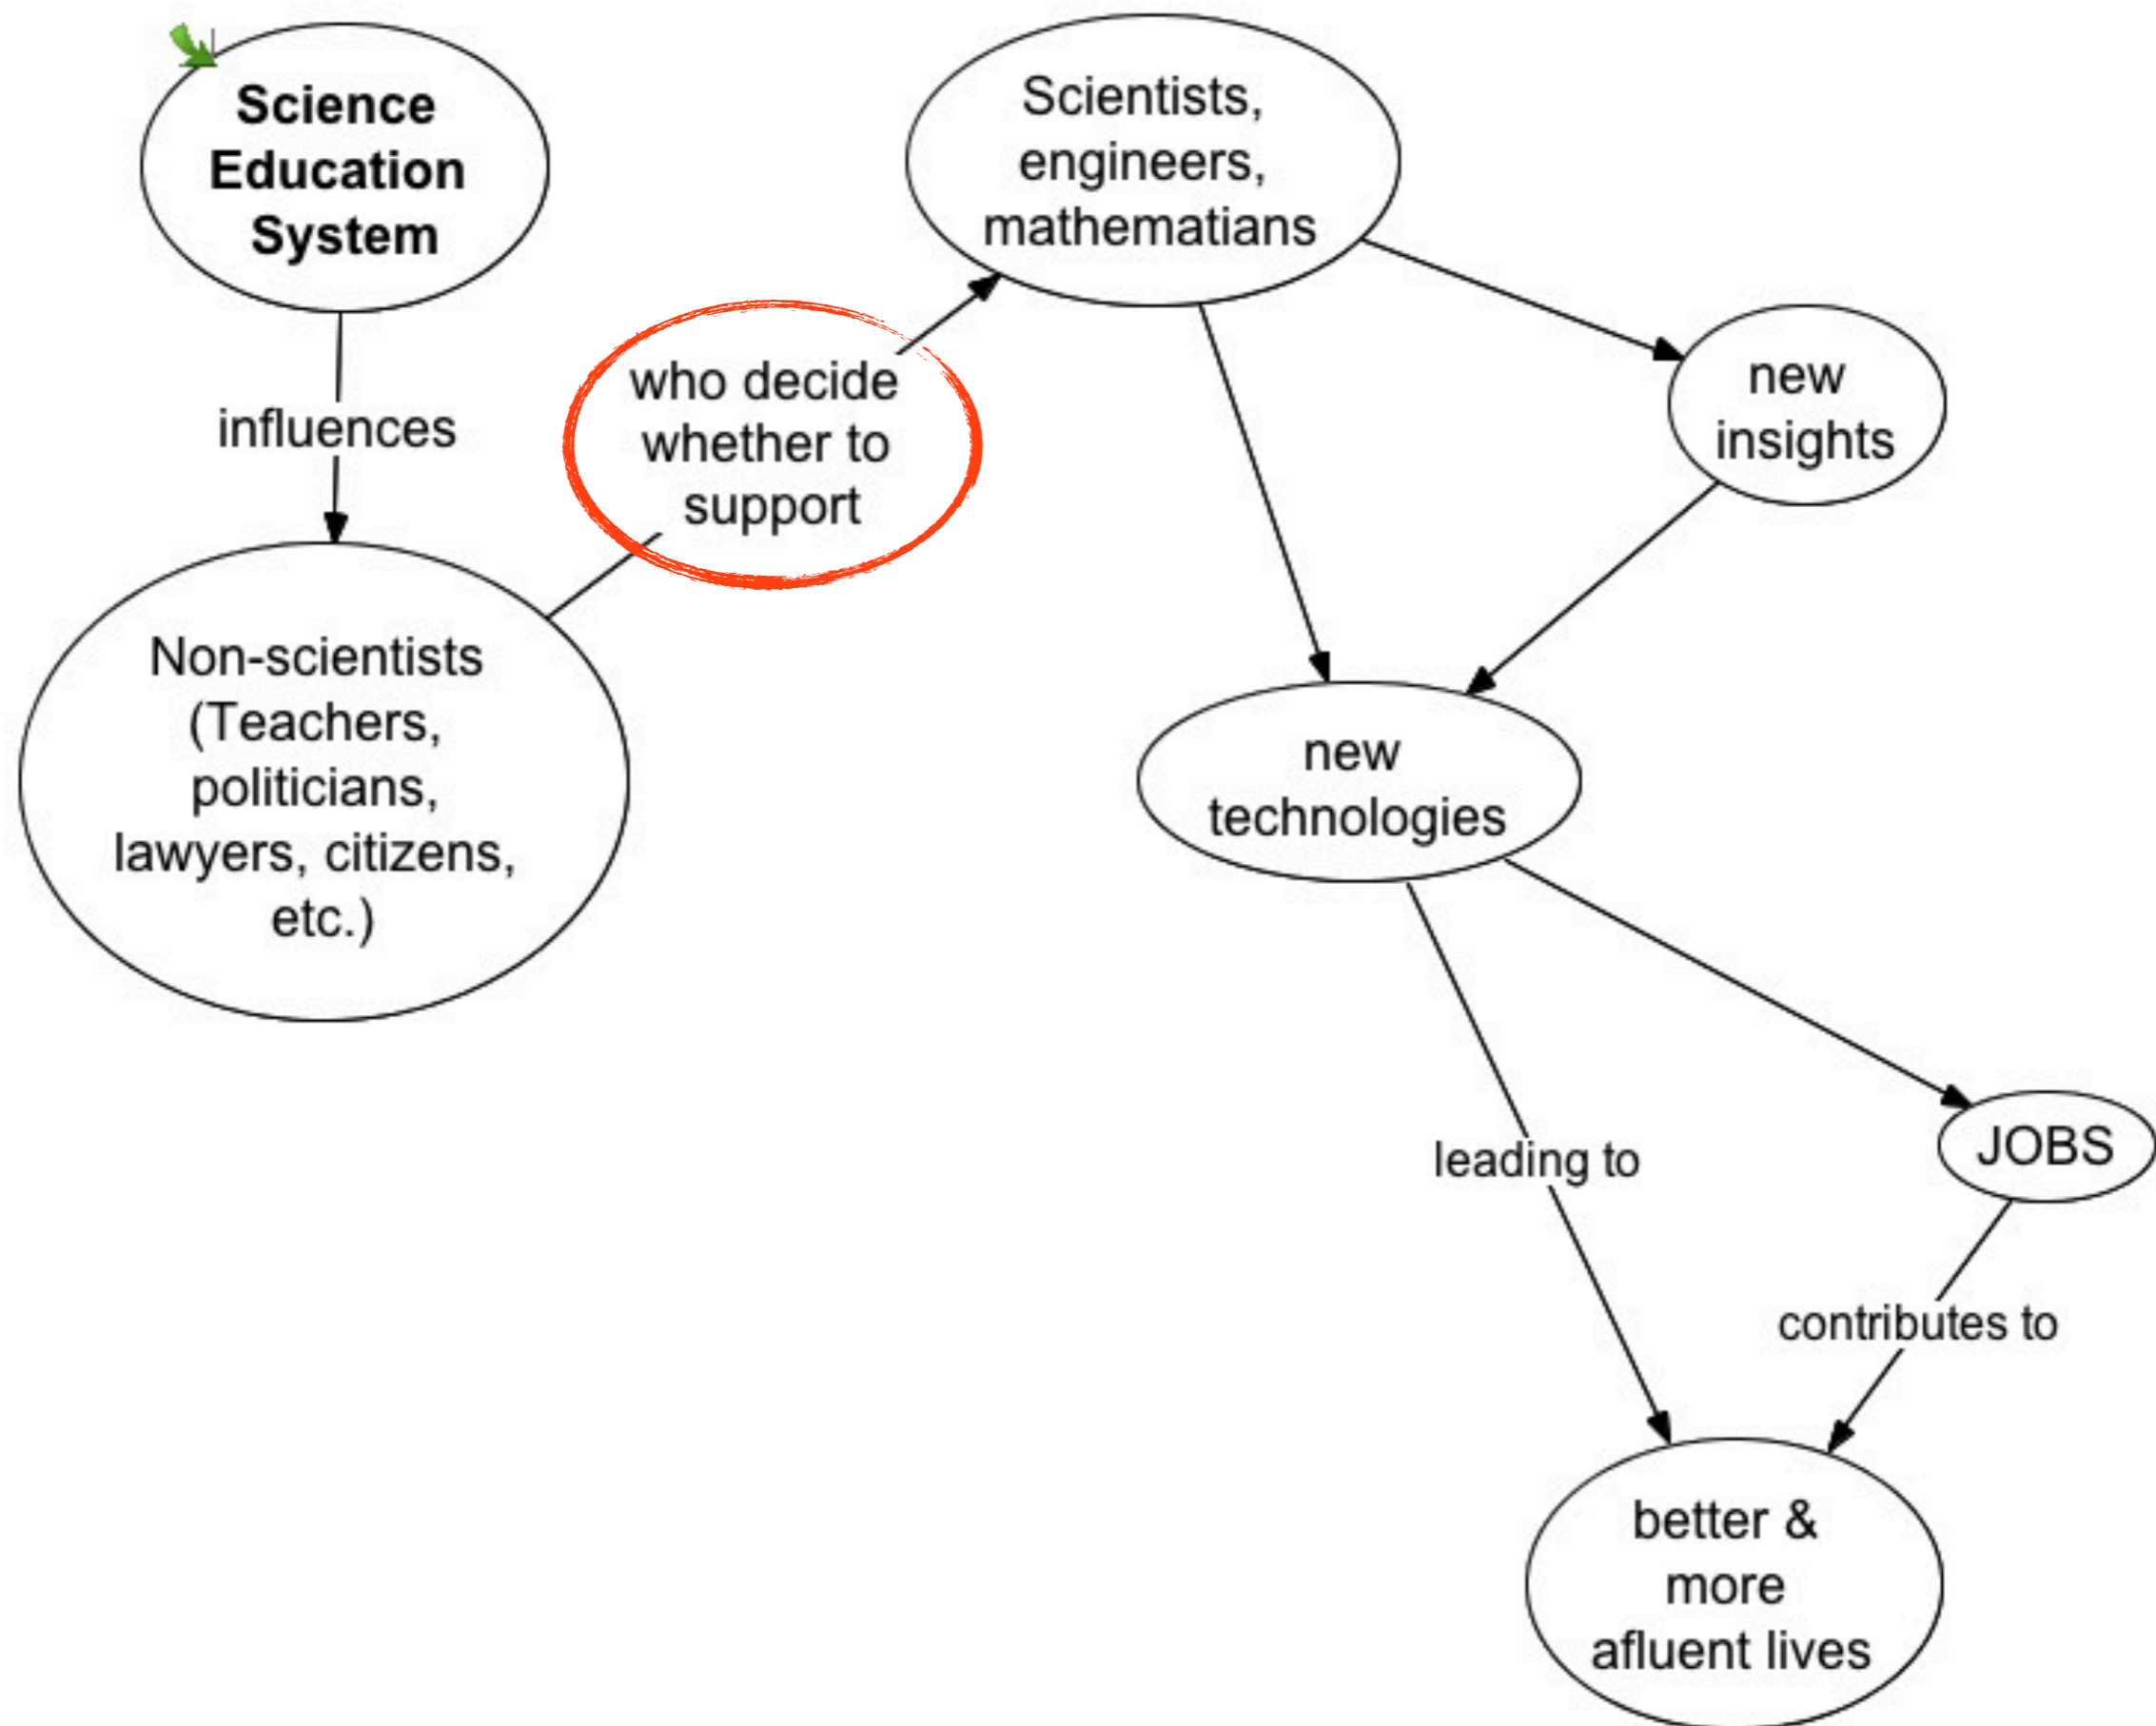 Science
Education
System
influences
Non-scientists
(Teachers,
politicians,
lawyers, citizens,
etc.)
who decide
whether to
support
Scientists,
engineers,
mathematians
new
insights
new
technologies
leading to
JOBS
contributes to
better &
more
afluent lives